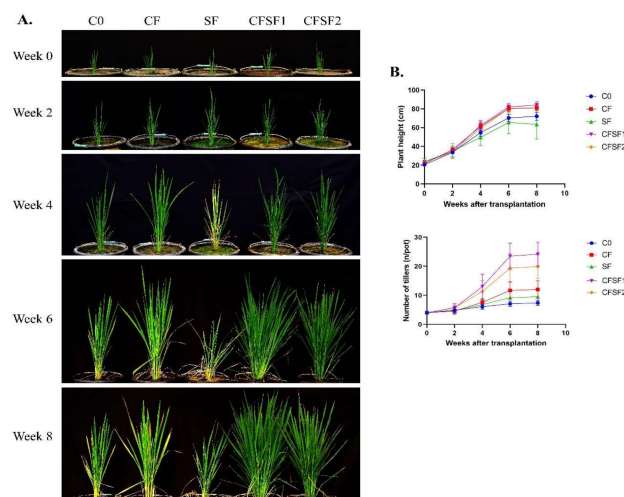 A.
C0 CF SF CFSF1 CFSF2
Week 0
Week 2
Week 4
Week 6
Week 8
B.
Plant height (cm)
100
80
60
40
20
0
0 2 4 6 8 10
Weeks after transplantation
C0
CF
SF
CFSF1
CFSF2
Number of tillers (n/pot)
30
20
10
0
0 2 4 6 8 10
Weeks after transplantation
C0
CF
SF
CFSF1
CFSF2